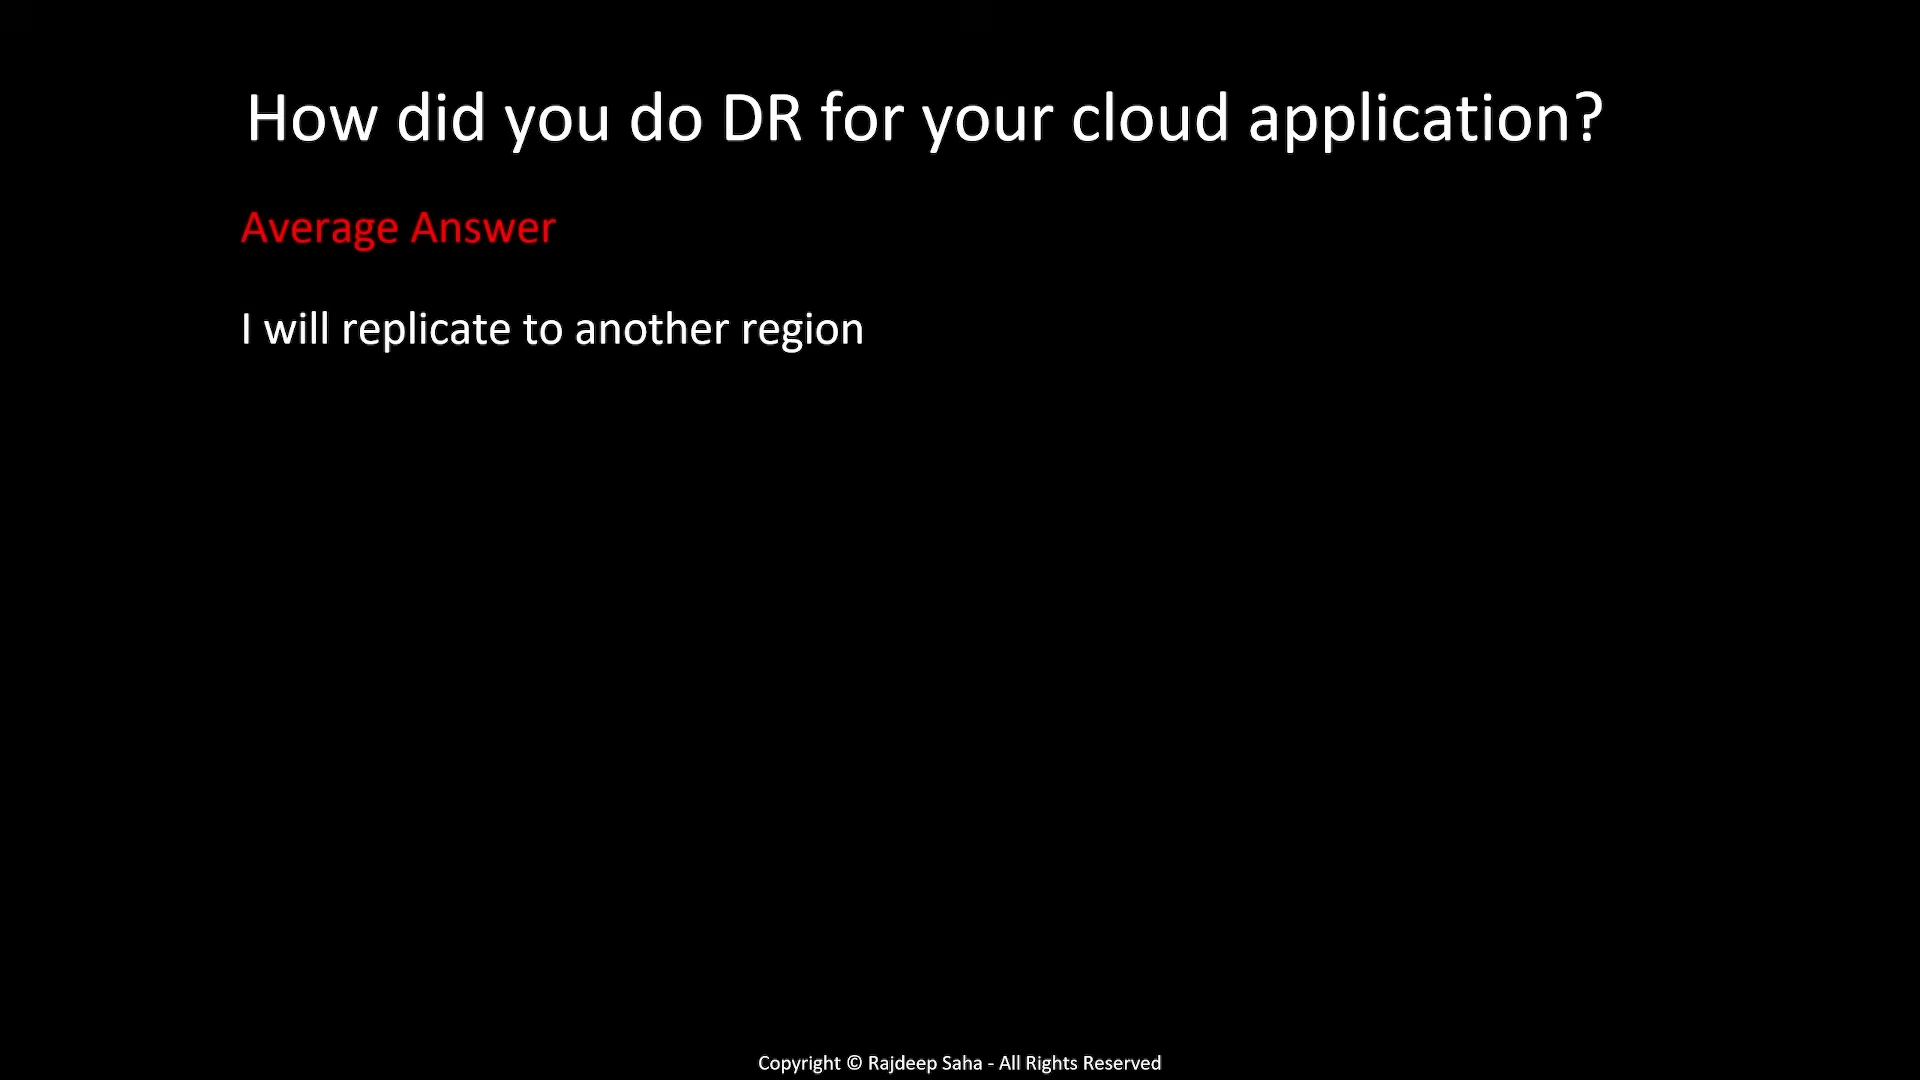 How did you do DR for your cloud application?
Average Answer
I will replicate to another region
Copyright © Rajdeep Saha - All Rights Reserved